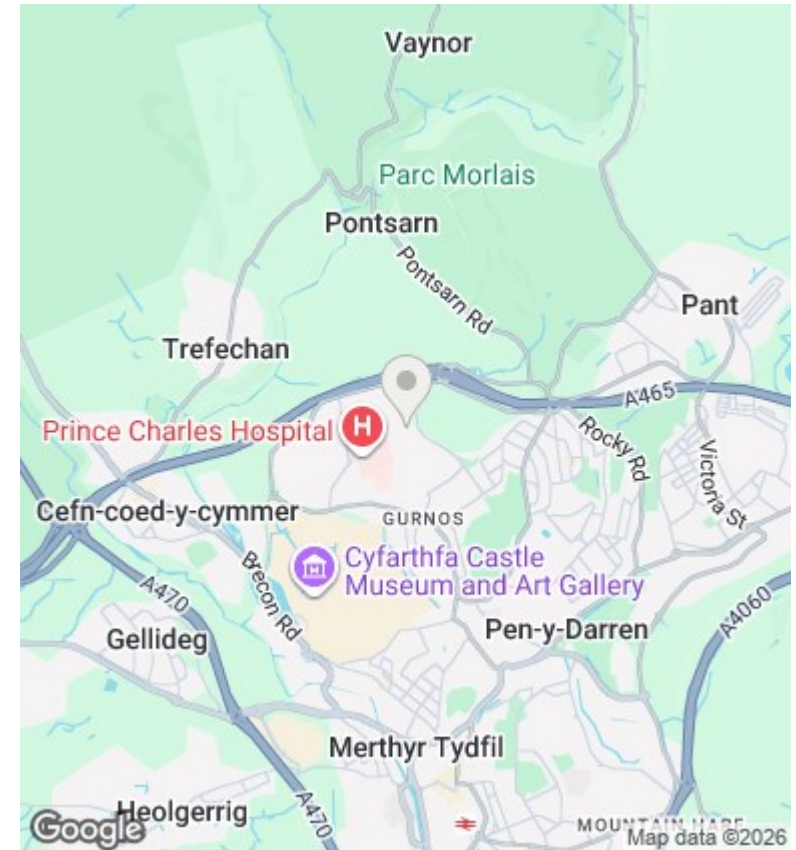 Vaynor
Parc Morlais
Pontsarn
Pontsarn Rd
Pant
Trefechan
A465
Prince Charles Hospital
H
Rocky Rd
Victoria St
Cefn-coed-y-cymmer
GURNOS
Cyfarthfa Castle
Museum and Art Gallery
A470
Brecon Rd
A4060
Gellideg
Pen-y-Darren
Merthyr Tydfil
Heolgerrig
A470
MOUNTAIN HARE
Google
Map data ©2026